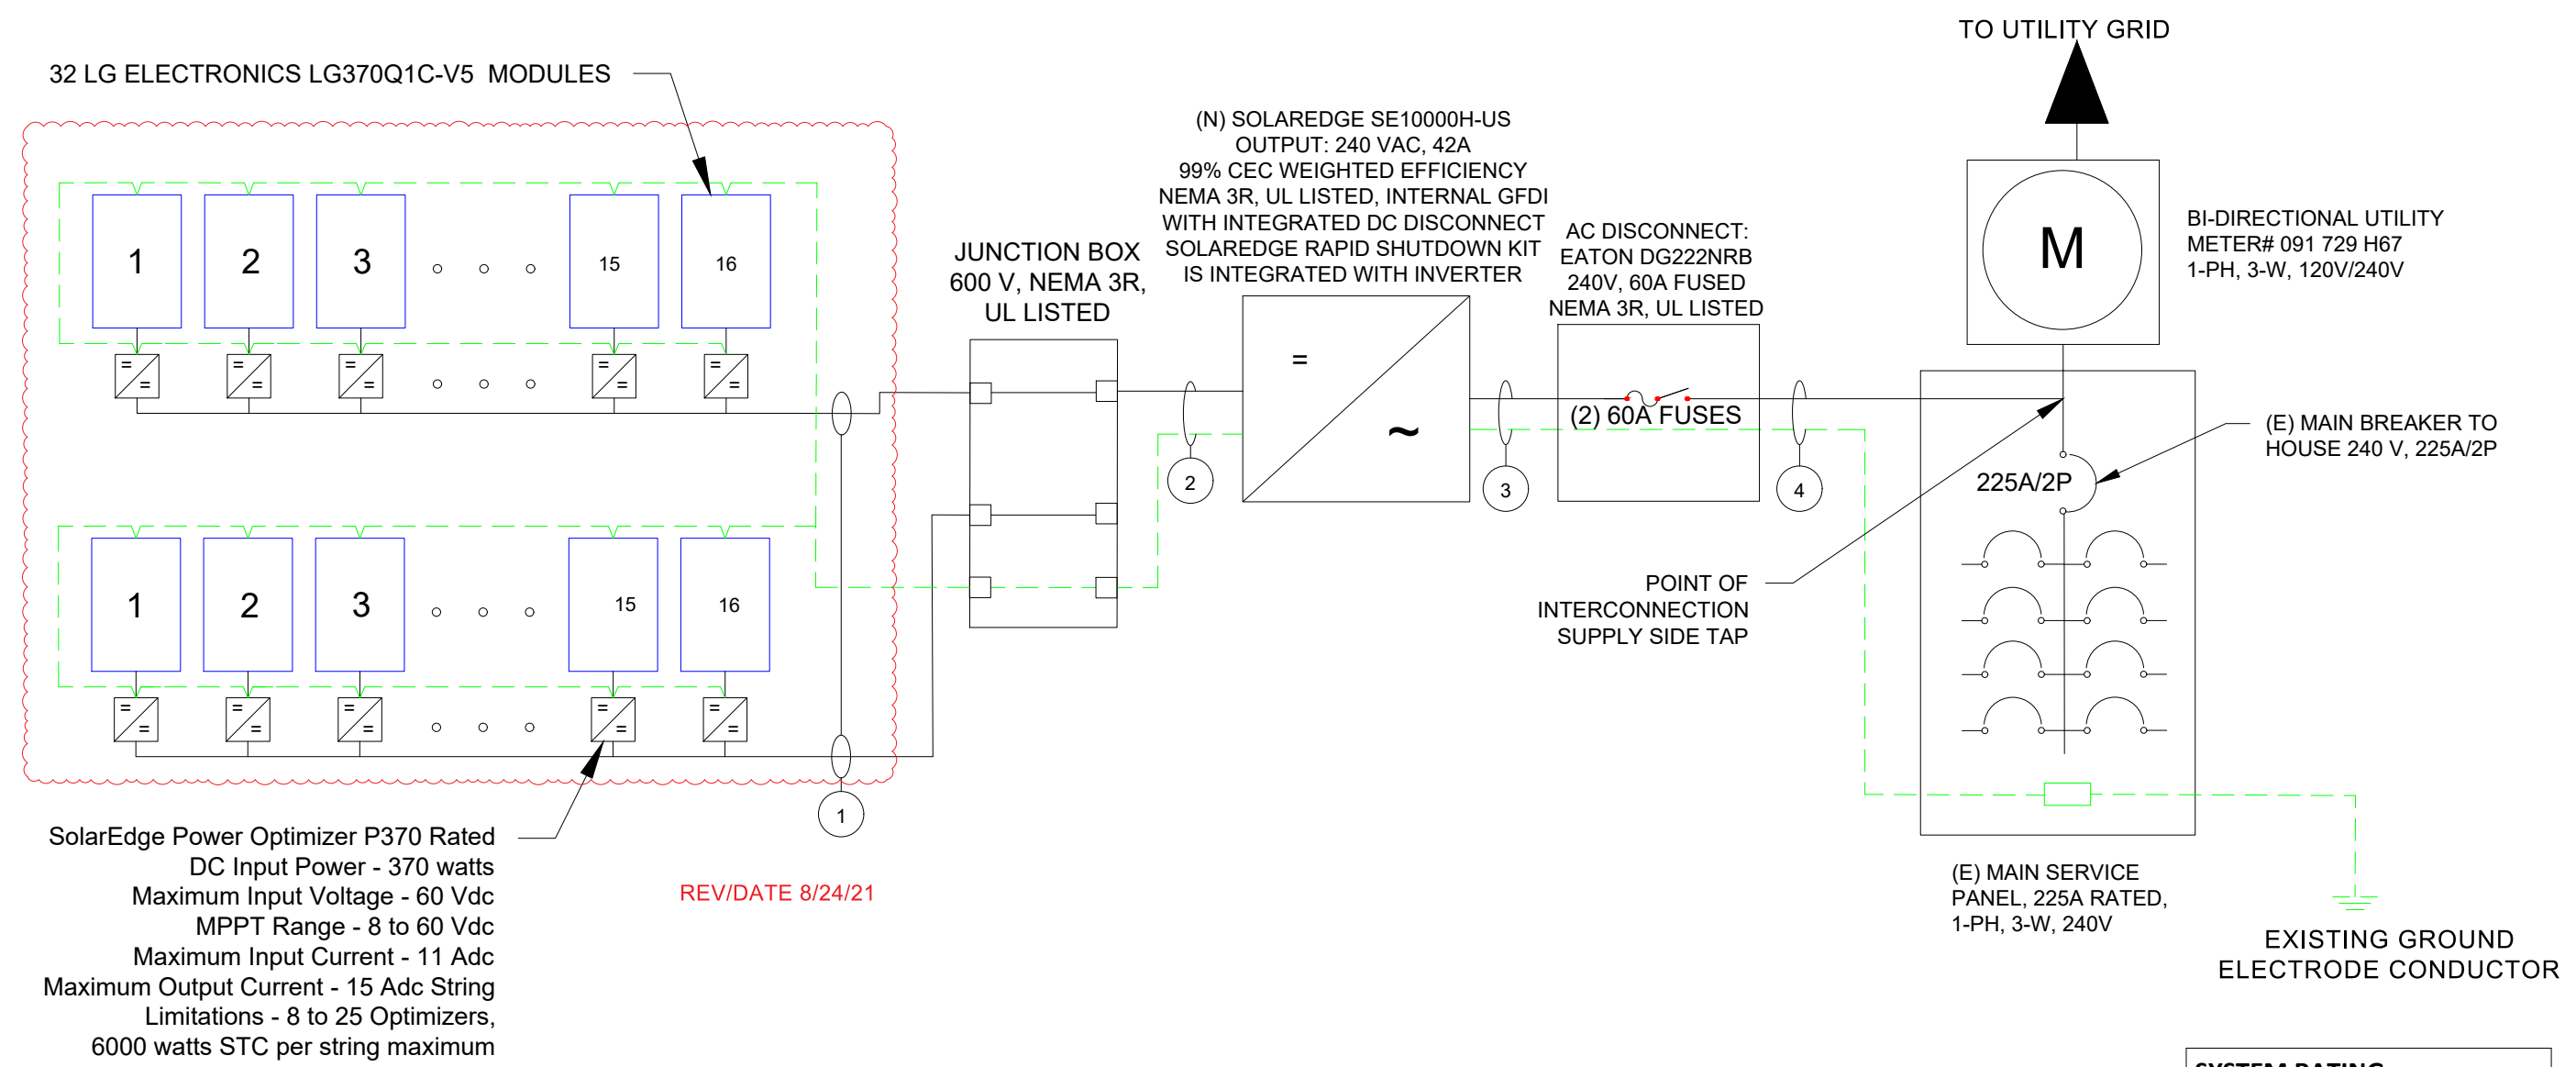 TO UTILITY GRID
32 LG ELECTRONICS LG370Q1C-V5 MODULES
(N) SOLAREDGE SE10000H-US
OUTPUT: 240 VAC, 42A
99% CEC WEIGHTED EFFICIENCY
NEMA 3R, UL LISTED, INTERNAL GFDI
WITH INTEGRATED DC DISCONNECT
SOLAREDGE RAPID SHUTDOWN KIT
IS INTEGRATED WITH INVERTER
AC DISCONNECT:
EATON DG222NRB
240V, 60A FUSED
NEMA 3R, UL LISTED
JUNCTION BOX
600 V, NEMA 3R,
UL LISTED
M
BI-DIRECTIONAL UTILITY
METER# 091 729 H67
1-PH, 3-W, 120V/240V
1 2 3 15 16
= = = = =
= = = = =
=
~
(2) 60A FUSES
2
3
4
(E) MAIN BREAKER TO
HOUSE 240 V, 225A/2P
225A/2P
POINT OF
INTERCONNECTION
SUPPLY SIDE TAP
1 2 3 15 16
= = = = =
= = = = =
1
SolarEdge Power Optimizer P370 Rated
DC Input Power - 370 watts
Maximum Input Voltage - 60 Vdc
MPPT Range - 8 to 60 Vdc
Maximum Input Current - 11 Adc
Maximum Output Current - 15 Adc String
Limitations - 8 to 25 Optimizers,
6000 watts STC per string maximum
REV/DATE 8/24/21
(E) MAIN SERVICE
PANEL, 225A RATED,
1-PH, 3-W, 240V
EXISTING GROUND
ELECTRODE CONDUCTOR
SYSTEM RATING